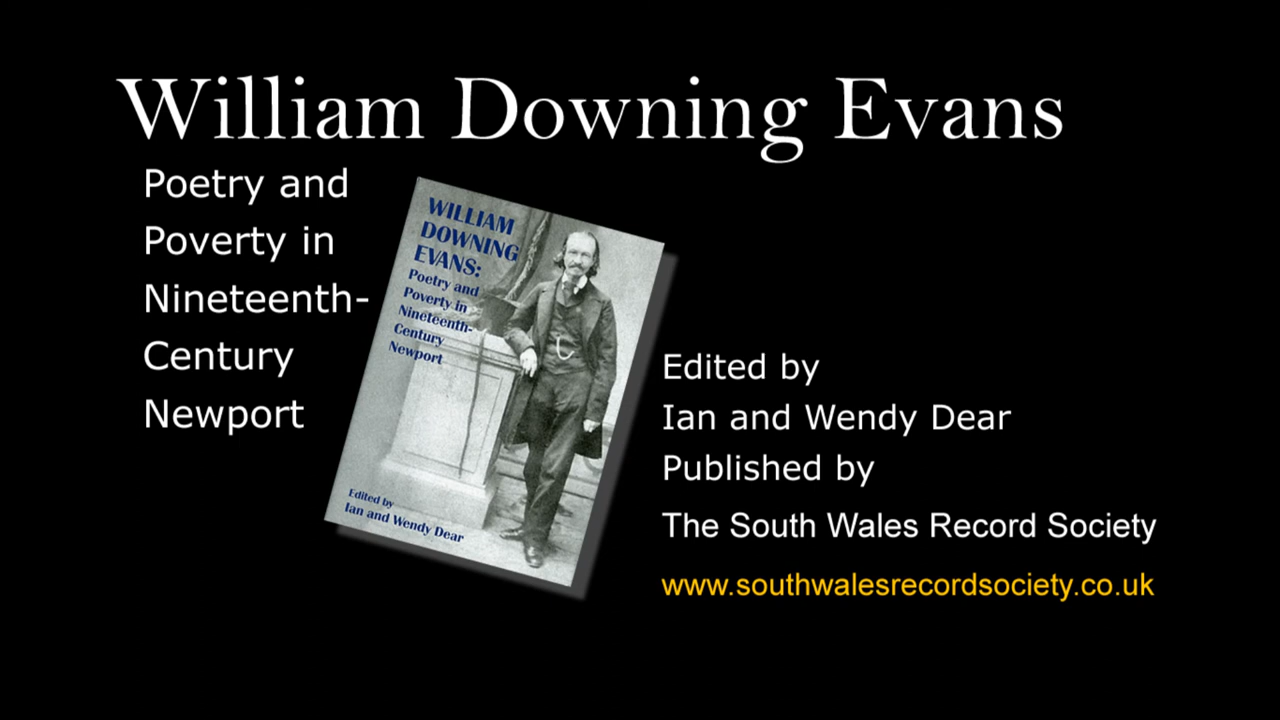 William Downing Evans
Poetry and
Poverty in
Nineteenth-
Century
Newport
WILLIAM
DOWNING
EVANS:
Poetry and
Poverty in
Nineteenth-
Century
Newport
Edited by
Ian and Wendy Dear
Edited by
Ian and Wendy Dear
Published by
The South Wales Record Society
www.southwalesrecordsociety.co.uk